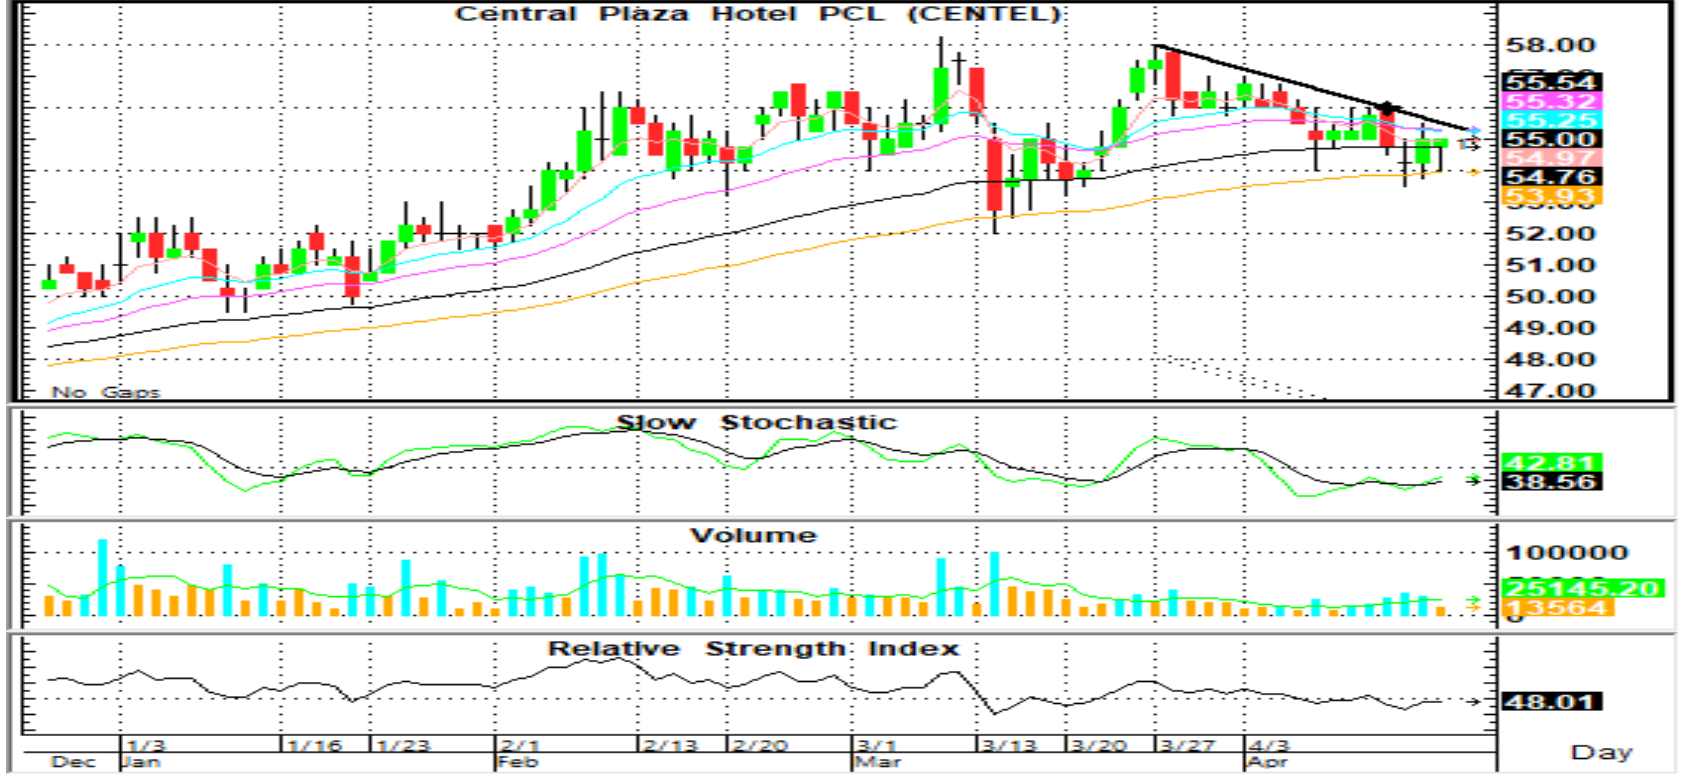 Central Plaza Hotel PCL (CENTEL)
58.00
55.54
55.32
55.25
55.00
54.97
54.76
53.93
52.00
51.00
50.00
49.00
48.00
47.00
No Gaps
Slow Stochastic
42.81
38.56
Volume
100000
25145.20
13564
0
Relative Strength Index
48.01
1/3 1/16 1/23 2/1 2/13 2/20 3/1 3/13 3/20 3/27 4/3
Dec Jan Feb Mar Apr
Day